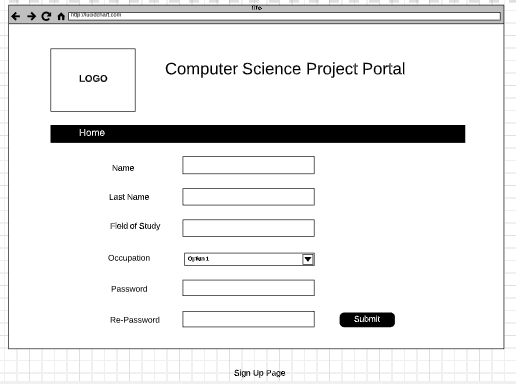 title
http://lucidchart.com
LOGO
Computer Science Project Portal
Home
Name
Last Name
Field of Study
Occupation
Option 1
Password
Re-Password
Submit
Sign Up Page